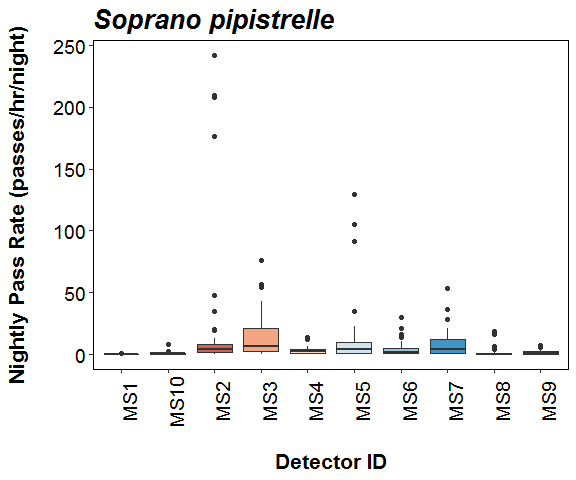 Soprano pipistrelle
Nightly Pass Rate (passes/hr/night)
250
200
150
100
50
0
MS1
MS10
MS2
MS3
MS4
MS5
MS6
MS7
MS8
MS9
Detector ID